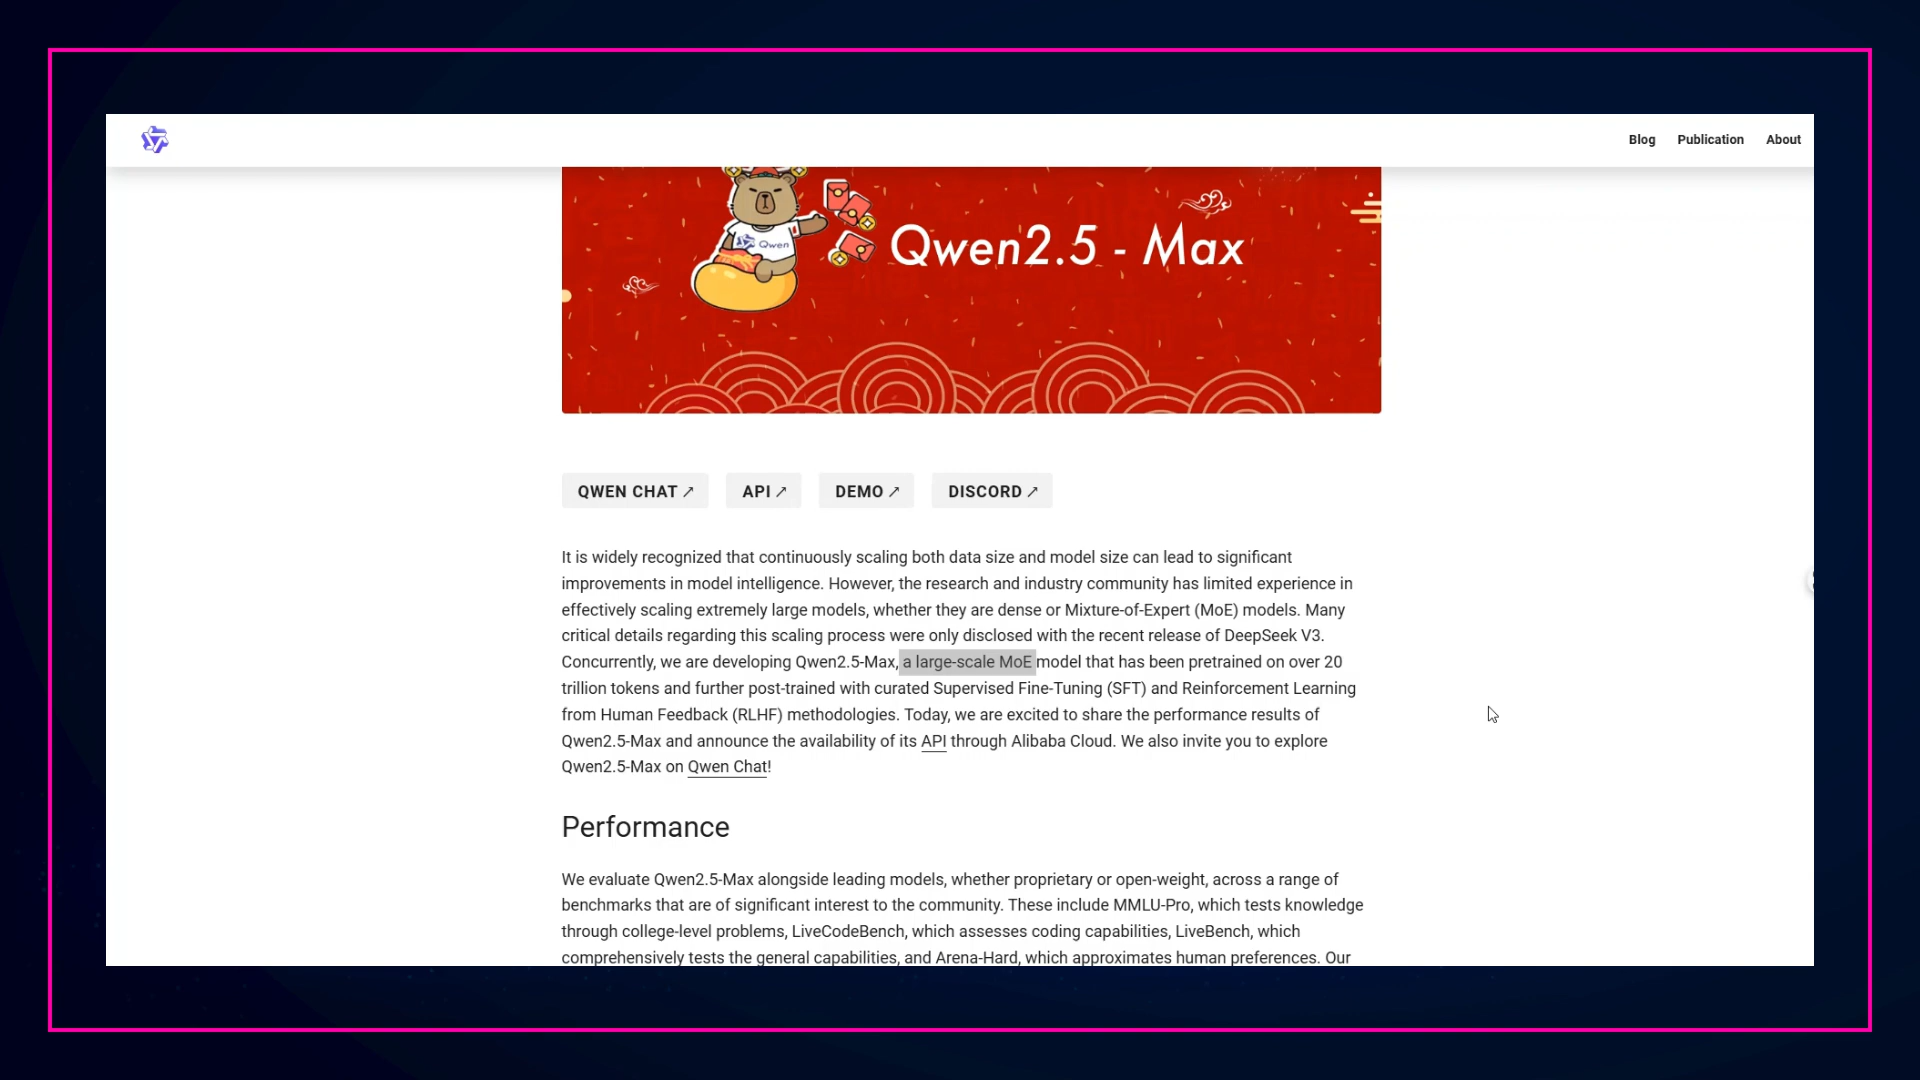 Blog Publication About
Qwen
Qwen2.5 - Max
QWEN CHAT ↗ API ↗ DEMO ↗ DISCORD ↗
It is widely recognized that continuously scaling both data size and model size can lead to significant
improvements in model intelligence. However, the research and industry community has limited experience in
effectively scaling extremely large models, whether they are dense or Mixture-of-Expert (MoE) models. Many
critical details regarding this scaling process were only disclosed with the recent release of DeepSeek V3.
Concurrently, we are developing Qwen2.5-Max, a large-scale MoE model that has been pretrained on over 20
trillion tokens and further post-trained with curated Supervised Fine-Tuning (SFT) and Reinforcement Learning
from Human Feedback (RLHF) methodologies. Today, we are excited to share the performance results of
Qwen2.5-Max and announce the availability of its API through Alibaba Cloud. We also invite you to explore
Qwen2.5-Max on Qwen Chat!
Performance
We evaluate Qwen2.5-Max alongside leading models, whether proprietary or open-weight, across a range of
benchmarks that are of significant interest to the community. These include MMLU-Pro, which tests knowledge
through college-level problems, LiveCodeBench, which assesses coding capabilities, LiveBench, which
comprehensively tests the general capabilities, and Arena-Hard, which approximates human preferences. Our